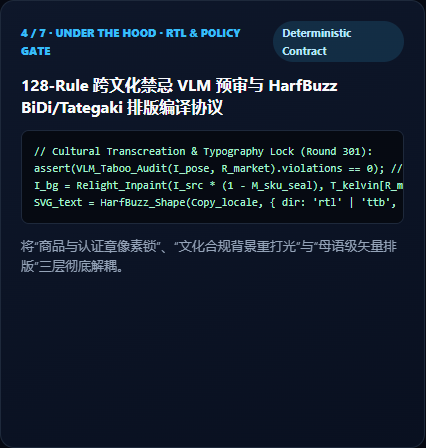 4 / 7 · UNDER THE HOOD · RTL & POLICY
GATE
Deterministic
Contract
128-Rule 跨文化禁忌 VLM 预审与 HarfBuzz
BiDi/Tategaki 排版编译协议
// Cultural Transcreation & Typography Lock (Round 301):
assert(VLM_Taboo_Audit(I_pose, R_market).violations == 0); //
I_bg = Relight_Inpaint(I_src * (1 - M_sku_seal), T_kelvin[R_m
SVG_text = HarfBuzz_Shape(Copy_locale, { dir: 'rtl' | 'ttb',
将“商品与认证章像素锁”、“文化合规背景重打光”与“母语级矢量排
版”三层彻底解耦。